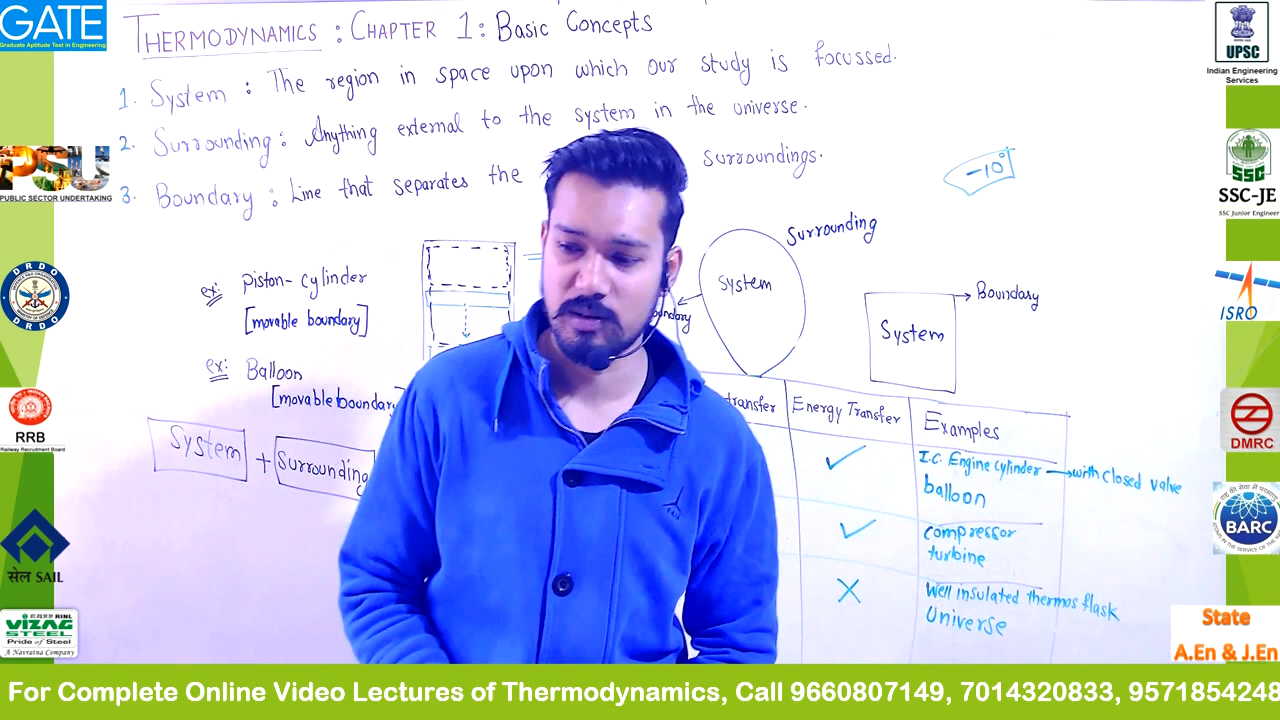 GATE
Graduate Aptitude Test in Engineering
THERMODYNAMICS : CHAPTER 1 : Basic Concepts
1. System : The region in space upon which our study is focussed.
2. Surrounding : Anything external to the system in the universe.
3. Boundary : Line that separates the surroundings.
-10°
ex: Piston-cylinder
[movable boundary]
ex: Balloon
[movable boundary
System + Surrounding
System
Surrounding
oundary
System
Boundary
transfer Energy Transfer Examples
✓ I.C. Engine cylinder → with closed valve
balloon
✓ compressor
turbine
X Well insulated thermos flask
Universe
PSU
PUBLIC SECTOR UNDERTAKING
DRDO
DRDO
RRB
Railway Recruitment Board
सेल SAIL
RINL
VIZAG
STEEL
Pride of Steel
A Navratna Company
UPSC
Indian Engineering
Services
SSC
SSC-JE
SSC Junior Engineer
ISRO
DMRC
BARC
State
A.En & J.En
For Complete Online Video Lectures of Thermodynamics, Call 9660807149, 7014320833, 9571854248